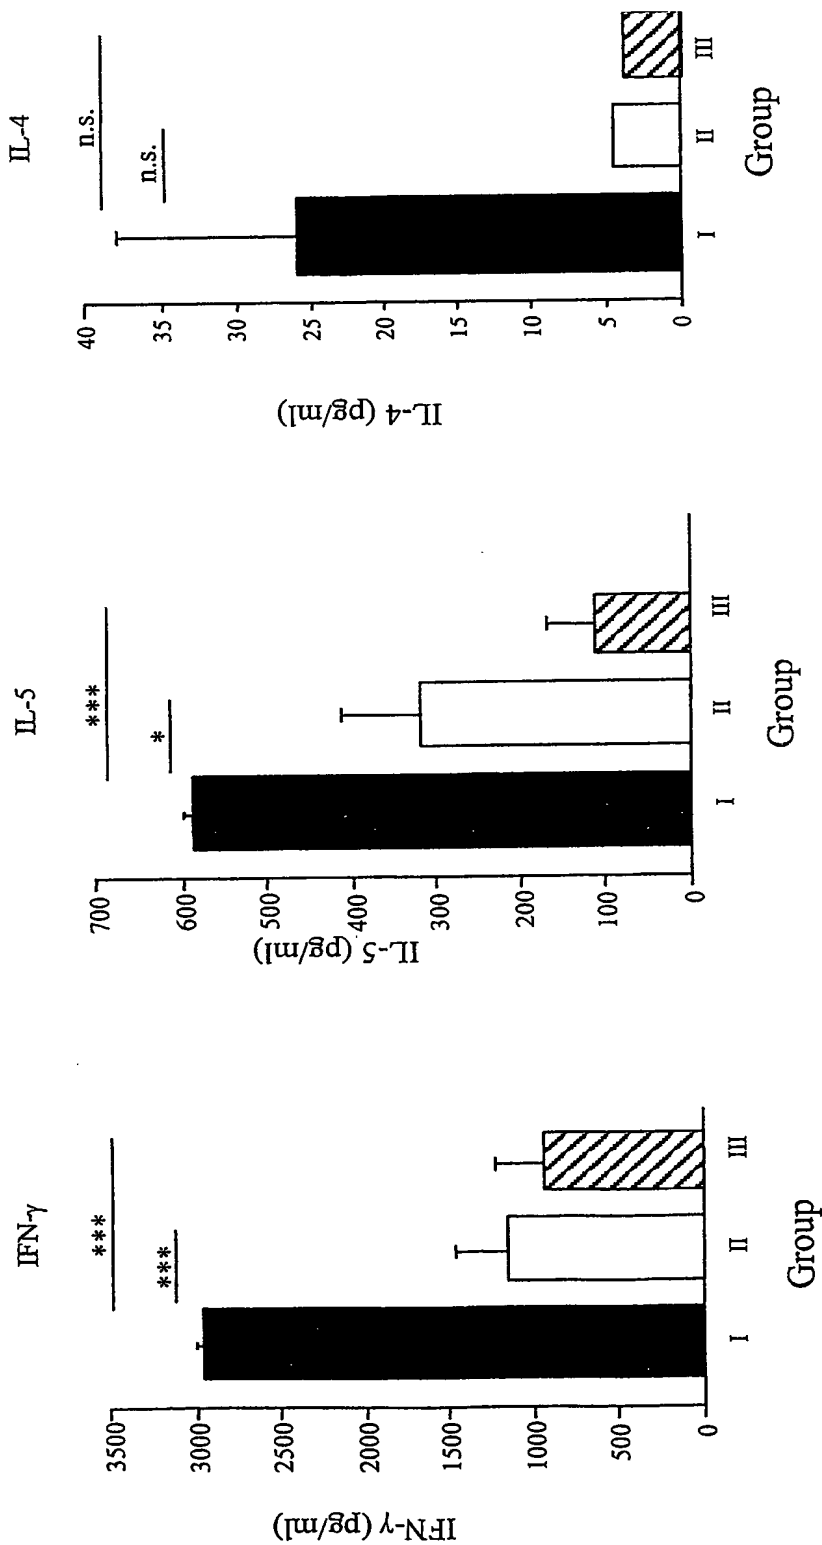 IFN-γ
***
***
3500
3000
2500
2000
1500
1000
500
0
IFN-γ (pg/ml)
I
II
III
Group
IL-5
***
*
700
600
500
400
300
200
100
0
IL-5 (pg/ml)
I
II
III
Group
IL-4
n.s.
n.s.
40
35
30
25
20
15
10
5
0
IL-4 (pg/ml)
I
II
III
Group